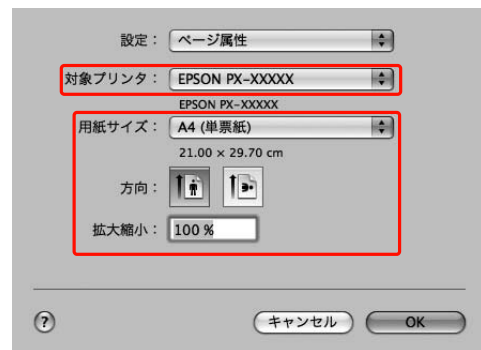 設定： ページ属性
対象プリンタ： EPSON PX-XXXXX
EPSON PX-XXXXX
用紙サイズ： A4 (単票紙)
21.00 × 29.70 cm
方向：
拡大縮小： 100 %
? キャンセル OK